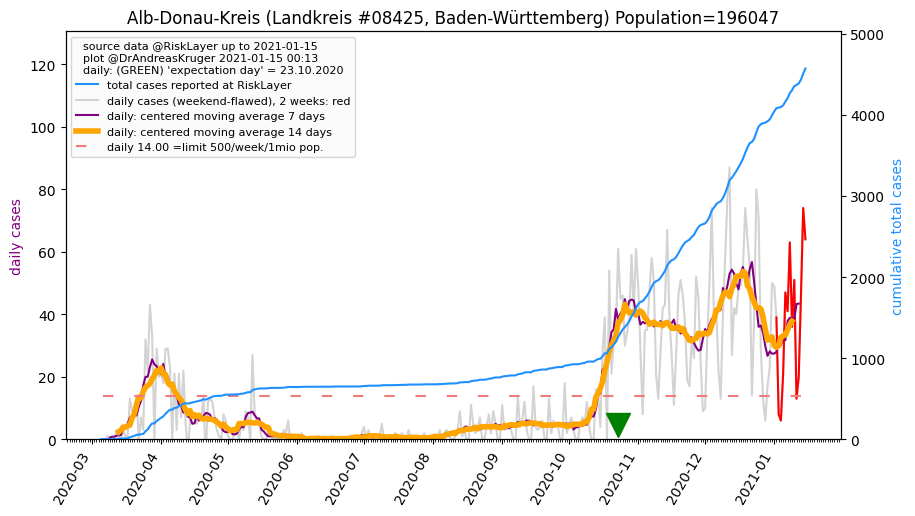 Alb-Donau-Kreis (Landkreis #08425, Baden-Württemberg) Population=196047
source data @RiskLayer up to 2021-01-15
plot @DrAndreasKruger 2021-01-15 00:13
daily: (GREEN) 'expectation day' = 23.10.2020
total cases reported at RiskLayer
daily cases (weekend-flawed), 2 weeks: red
daily: centered moving average 7 days
daily: centered moving average 14 days
daily 14.00 =limit 500/week/1mio pop.
daily cases
0
20
40
60
80
100
120
cumulative total cases
0
1000
2000
3000
4000
5000
2020-03
2020-04
2020-05
2020-06
2020-07
2020-08
2020-09
2020-10
2020-11
2020-12
2021-01